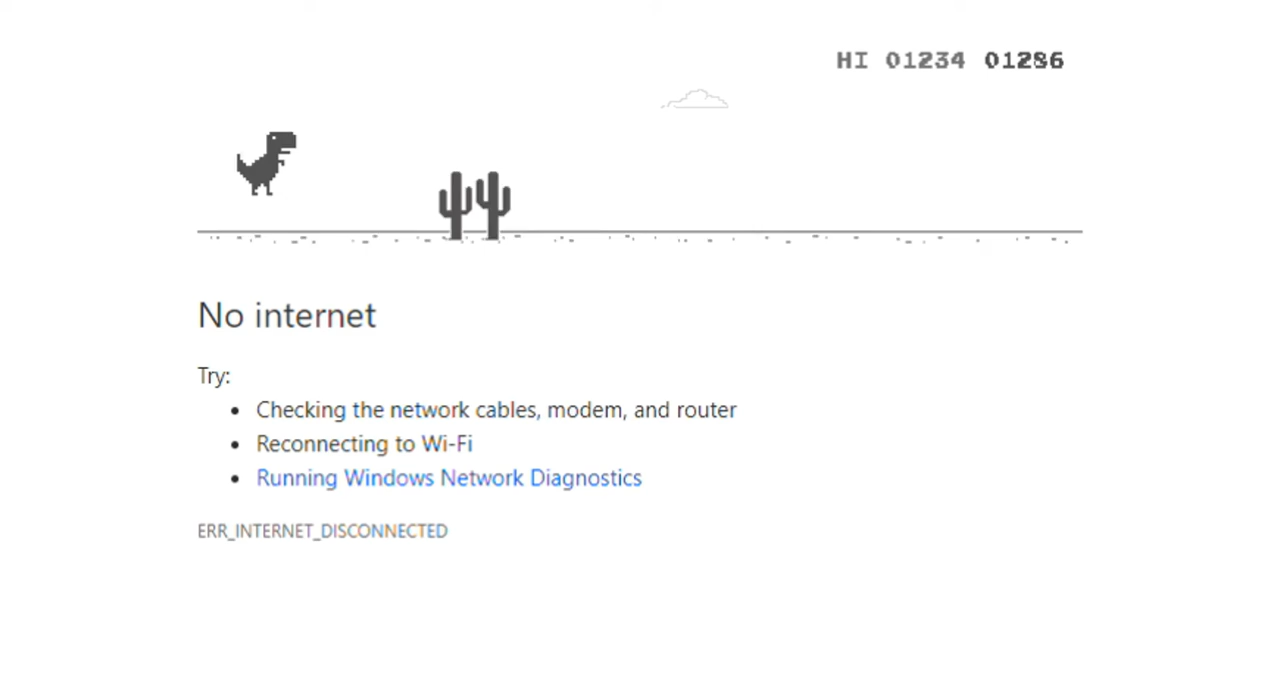 HI 01234 01286
No internet
Try:
Checking the network cables, modem, and router
Reconnecting to Wi-Fi
Running Windows Network Diagnostics
ERR_INTERNET_DISCONNECTED